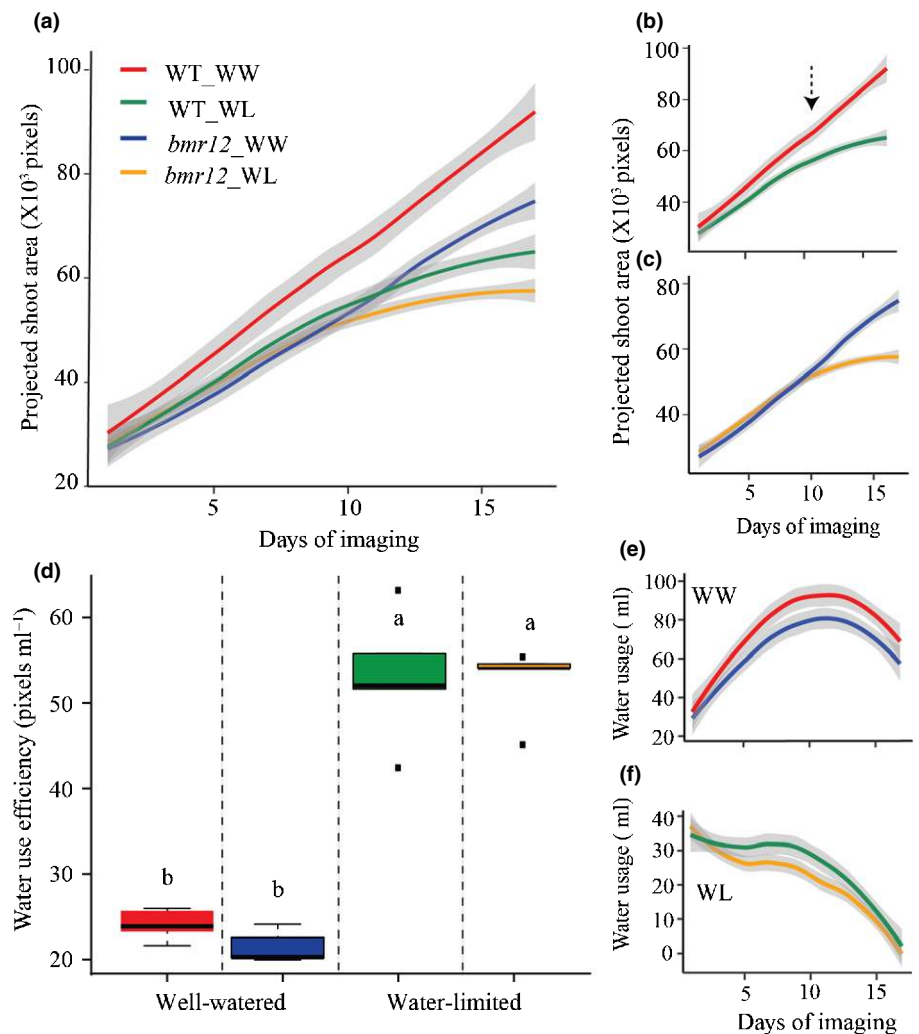 (a)
Projected shoot area (X10³ pixels)
100
80
60
40
20
WT_WW
WT_WL
bmr12_WW
bmr12_WL
5
10
15
Days of imaging
(b)
Projected shoot area (X10³ pixels)
100
80
60
40
(c)
80
60
40
5
10
15
Days of imaging
(d)
Water use efficiency (pixels ml⁻¹)
60
50
40
30
20
b
b
a
a
Well-watered
Water-limited
(e)
Water usage ( ml)
100
80
60
40
20
WW
(f)
Water usage ( ml)
40
30
20
10
0
WL
5
10
15
Days of imaging